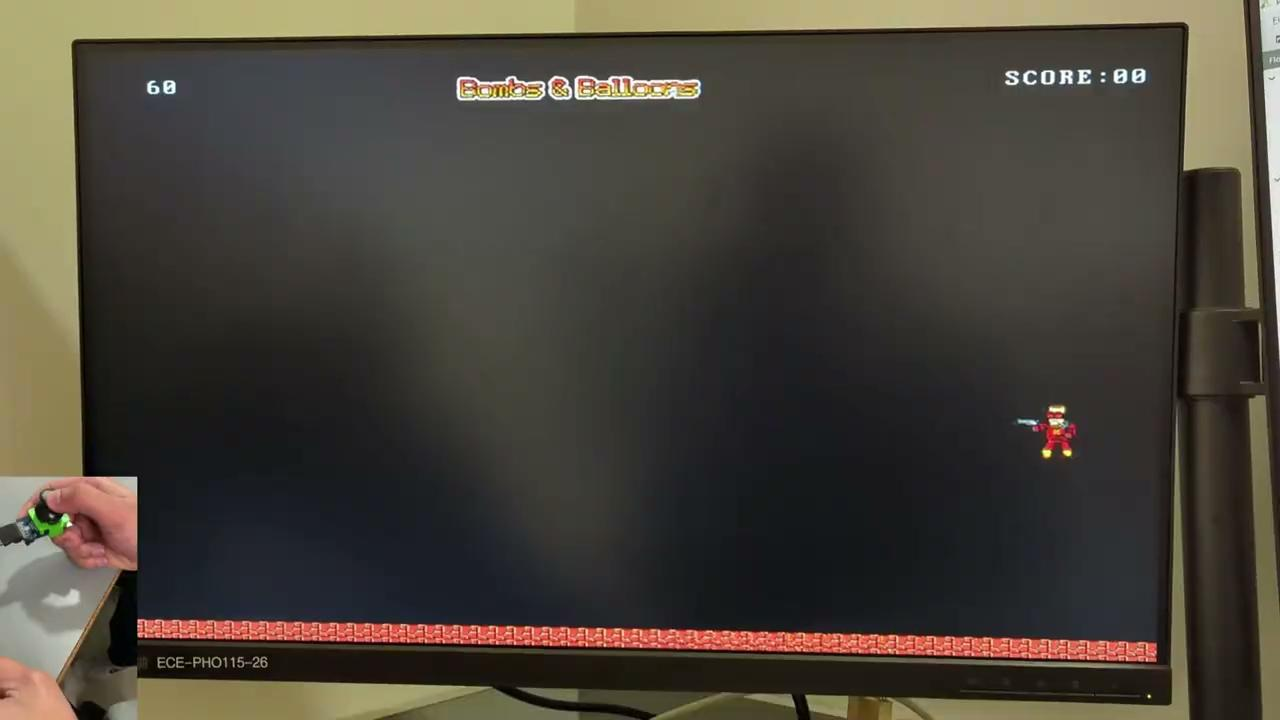 60
Bombs & Balloons
SCORE:00
ECE-PHO115-26